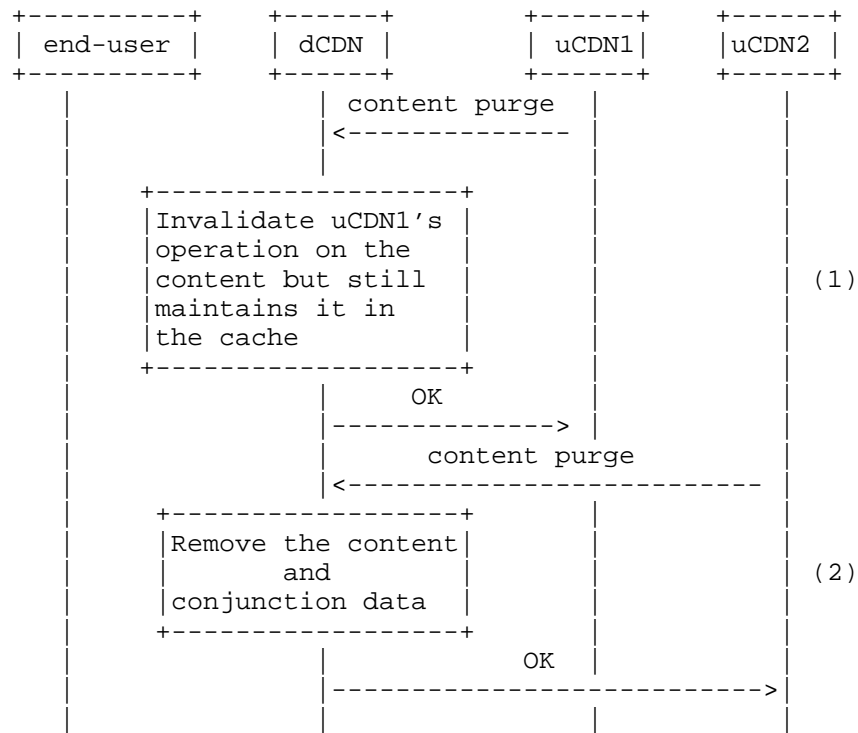 end-user dCDN uCDN1 uCDN2
content purge
Invalidate uCDN1's
operation on the
content but still (1)
maintains it in
the cache
OK
content purge
Remove the content
and (2)
conjunction data
OK